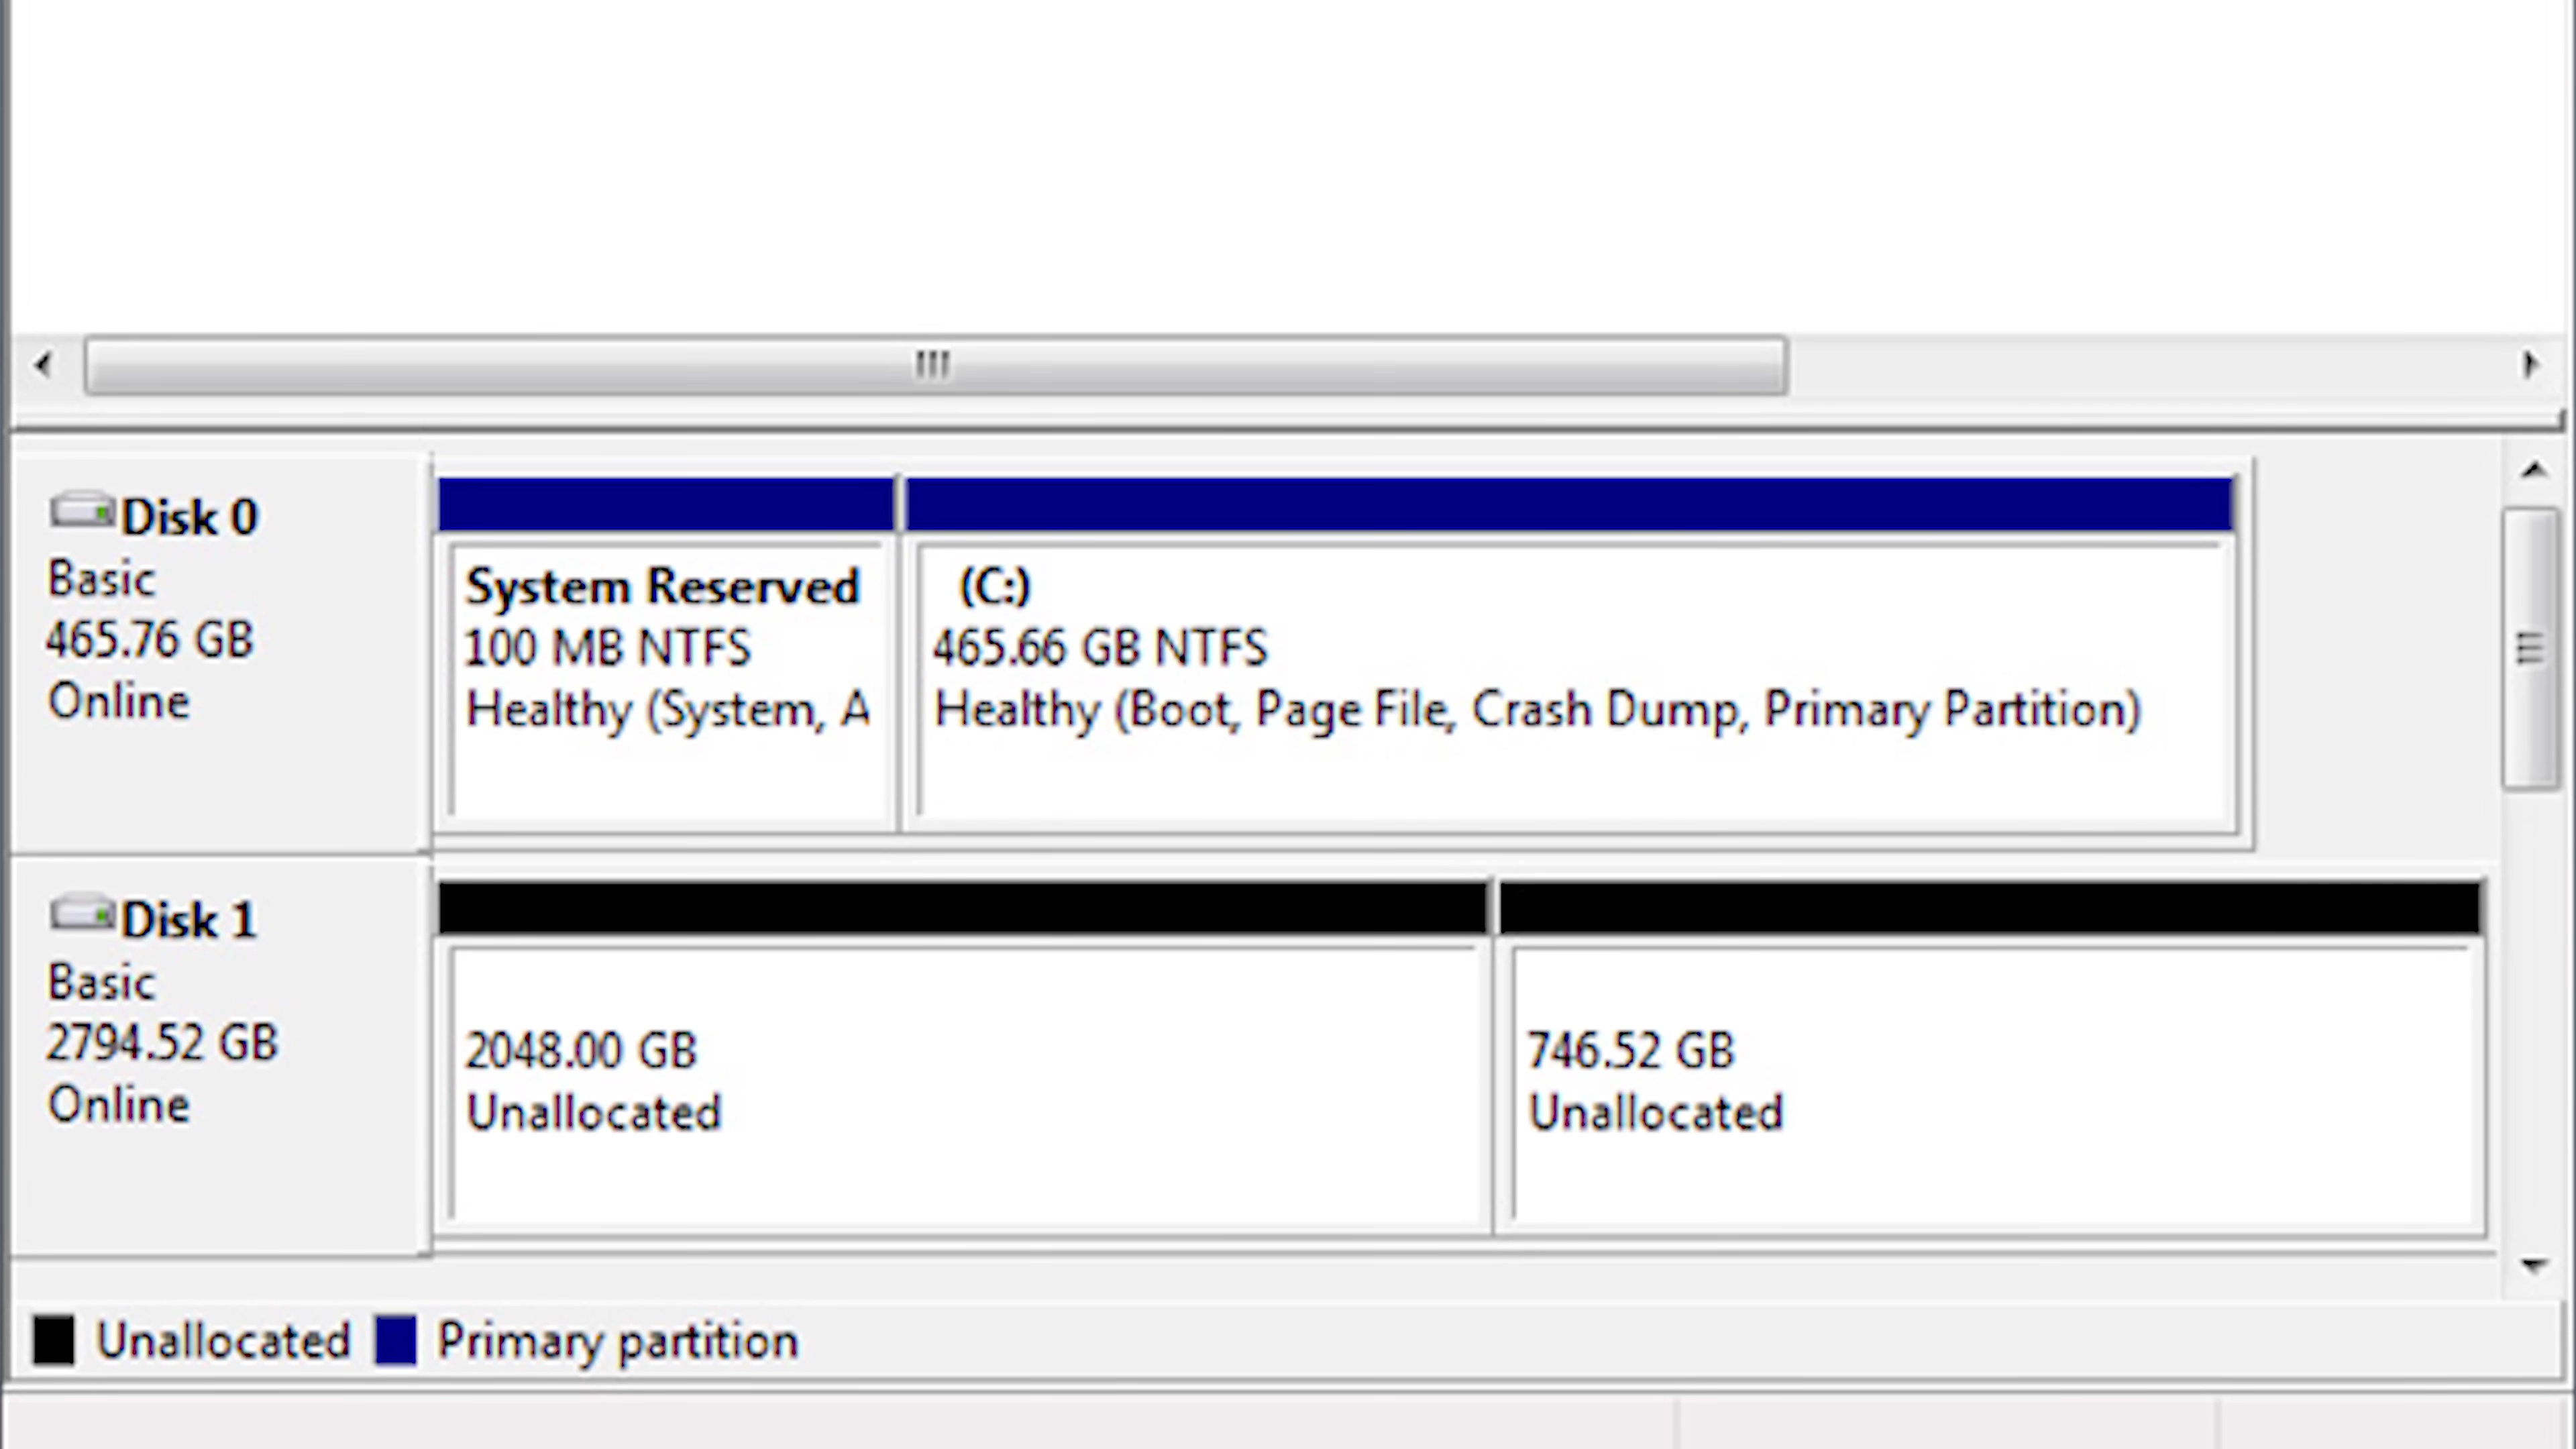 Disk 0
Basic
465.76 GB
Online
System Reserved
100 MB NTFS
Healthy (System, A
(C:)
465.66 GB NTFS
Healthy (Boot, Page File, Crash Dump, Primary Partition)
Disk 1
Basic
2794.52 GB
Online
2048.00 GB
Unallocated
746.52 GB
Unallocated
Unallocated Primary partition